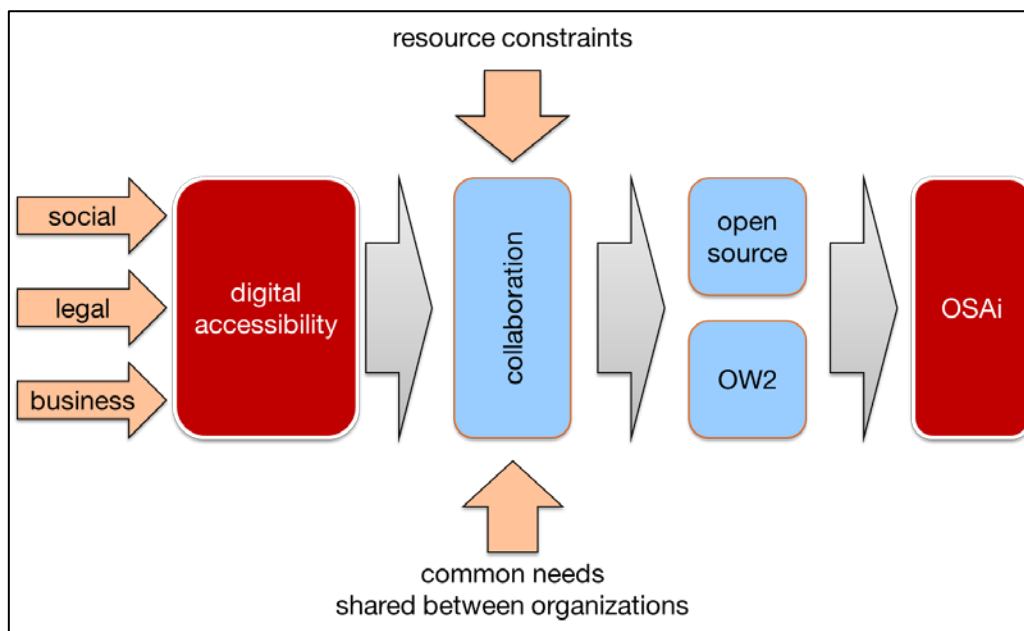 resource constraints
social
legal
business
digital
accessibility
collaboration
open
source
OW2
OSAi
common needs
shared between organizations